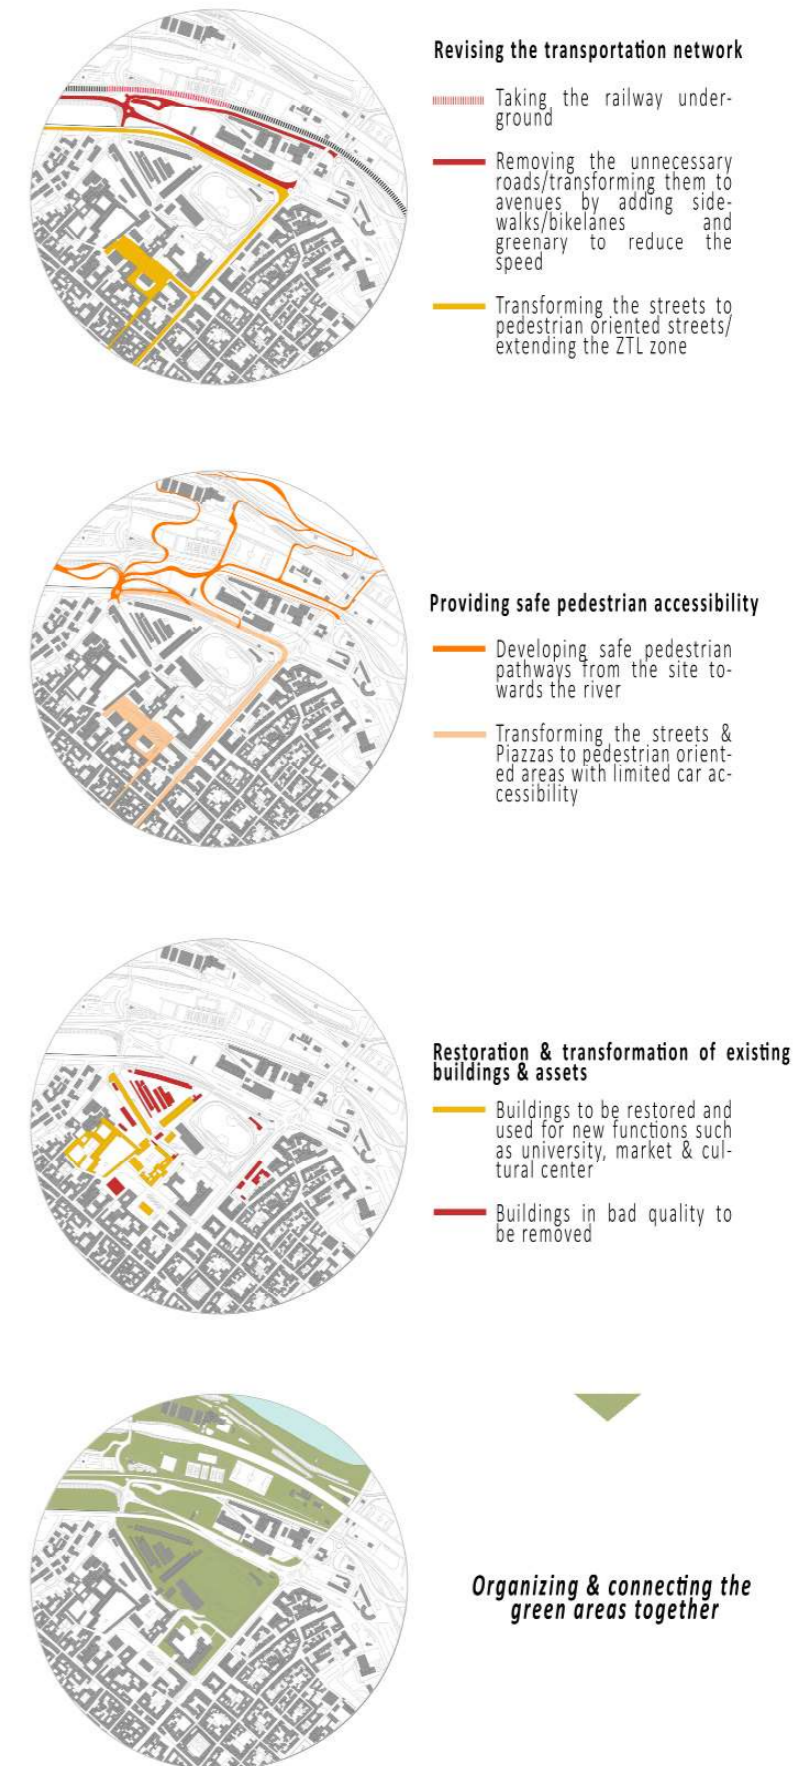 Revising the transportation network
Taking the railway under-
ground
Removing the unnecessary
roads/transforming them to
avenues by adding side-
walks/bikelanes and
greenary to reduce the
speed
Transforming the streets to
pedestrian oriented streets/
extending the ZTL zone
Providing safe pedestrian accessibility
Developing safe pedestrian
pathways from the site to-
wards the river
Transforming the streets &
Piazzas to pedestrian orient-
ed areas with limited car ac-
cessibility
Restoration & transformation of existing
buildings & assets
Buildings to be restored and
used for new functions such
as university, market & cul-
tural center
Buildings in bad quality to
be removed
Organizing & connecting the
green areas together